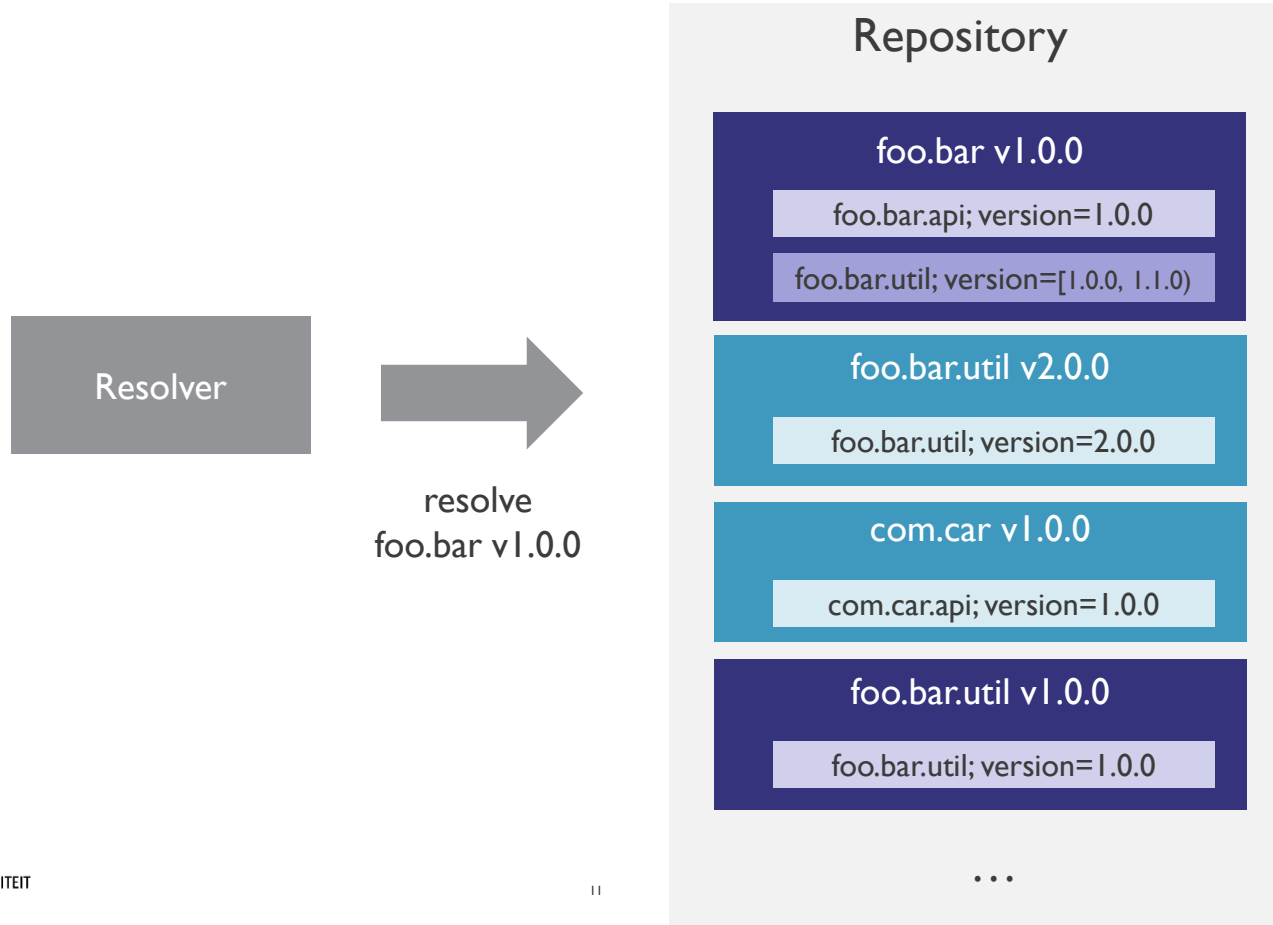 Repository
foo.bar v1.0.0
foo.bar.api; version=1.0.0
foo.bar.util; version=[1.0.0, 1.1.0)
Resolver
resolve
foo.bar v1.0.0
foo.bar.util v2.0.0
foo.bar.util; version=2.0.0
com.car v1.0.0
com.car.api; version=1.0.0
foo.bar.util v1.0.0
foo.bar.util; version=1.0.0
...
ITEIT
11